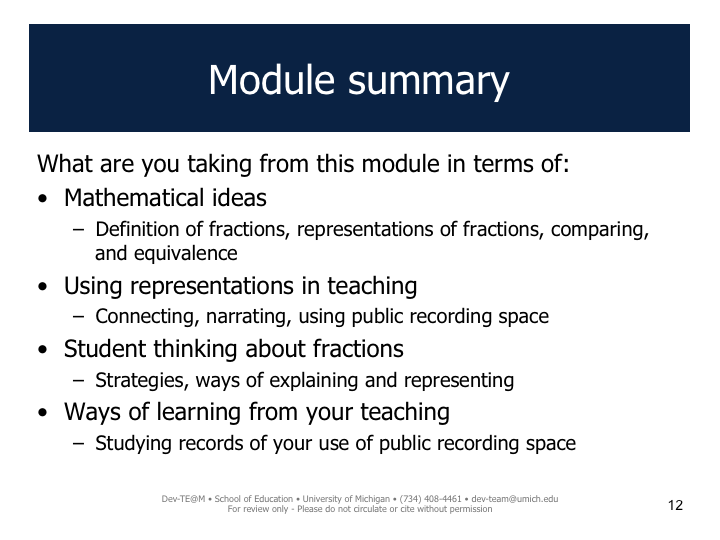 Module summary
What are you taking from this module in terms of:
• Mathematical ideas
– Definition of fractions, representations of fractions, comparing,
and equivalence
• Using representations in teaching
– Connecting, narrating, using public recording space
• Student thinking about fractions
– Strategies, ways of explaining and representing
• Ways of learning from your teaching
– Studying records of your use of public recording space
Dev-TE@M • School of Education • University of Michigan • (734) 408-4461 • dev-team@umich.edu
For review only - Please do not circulate or cite without permission
12